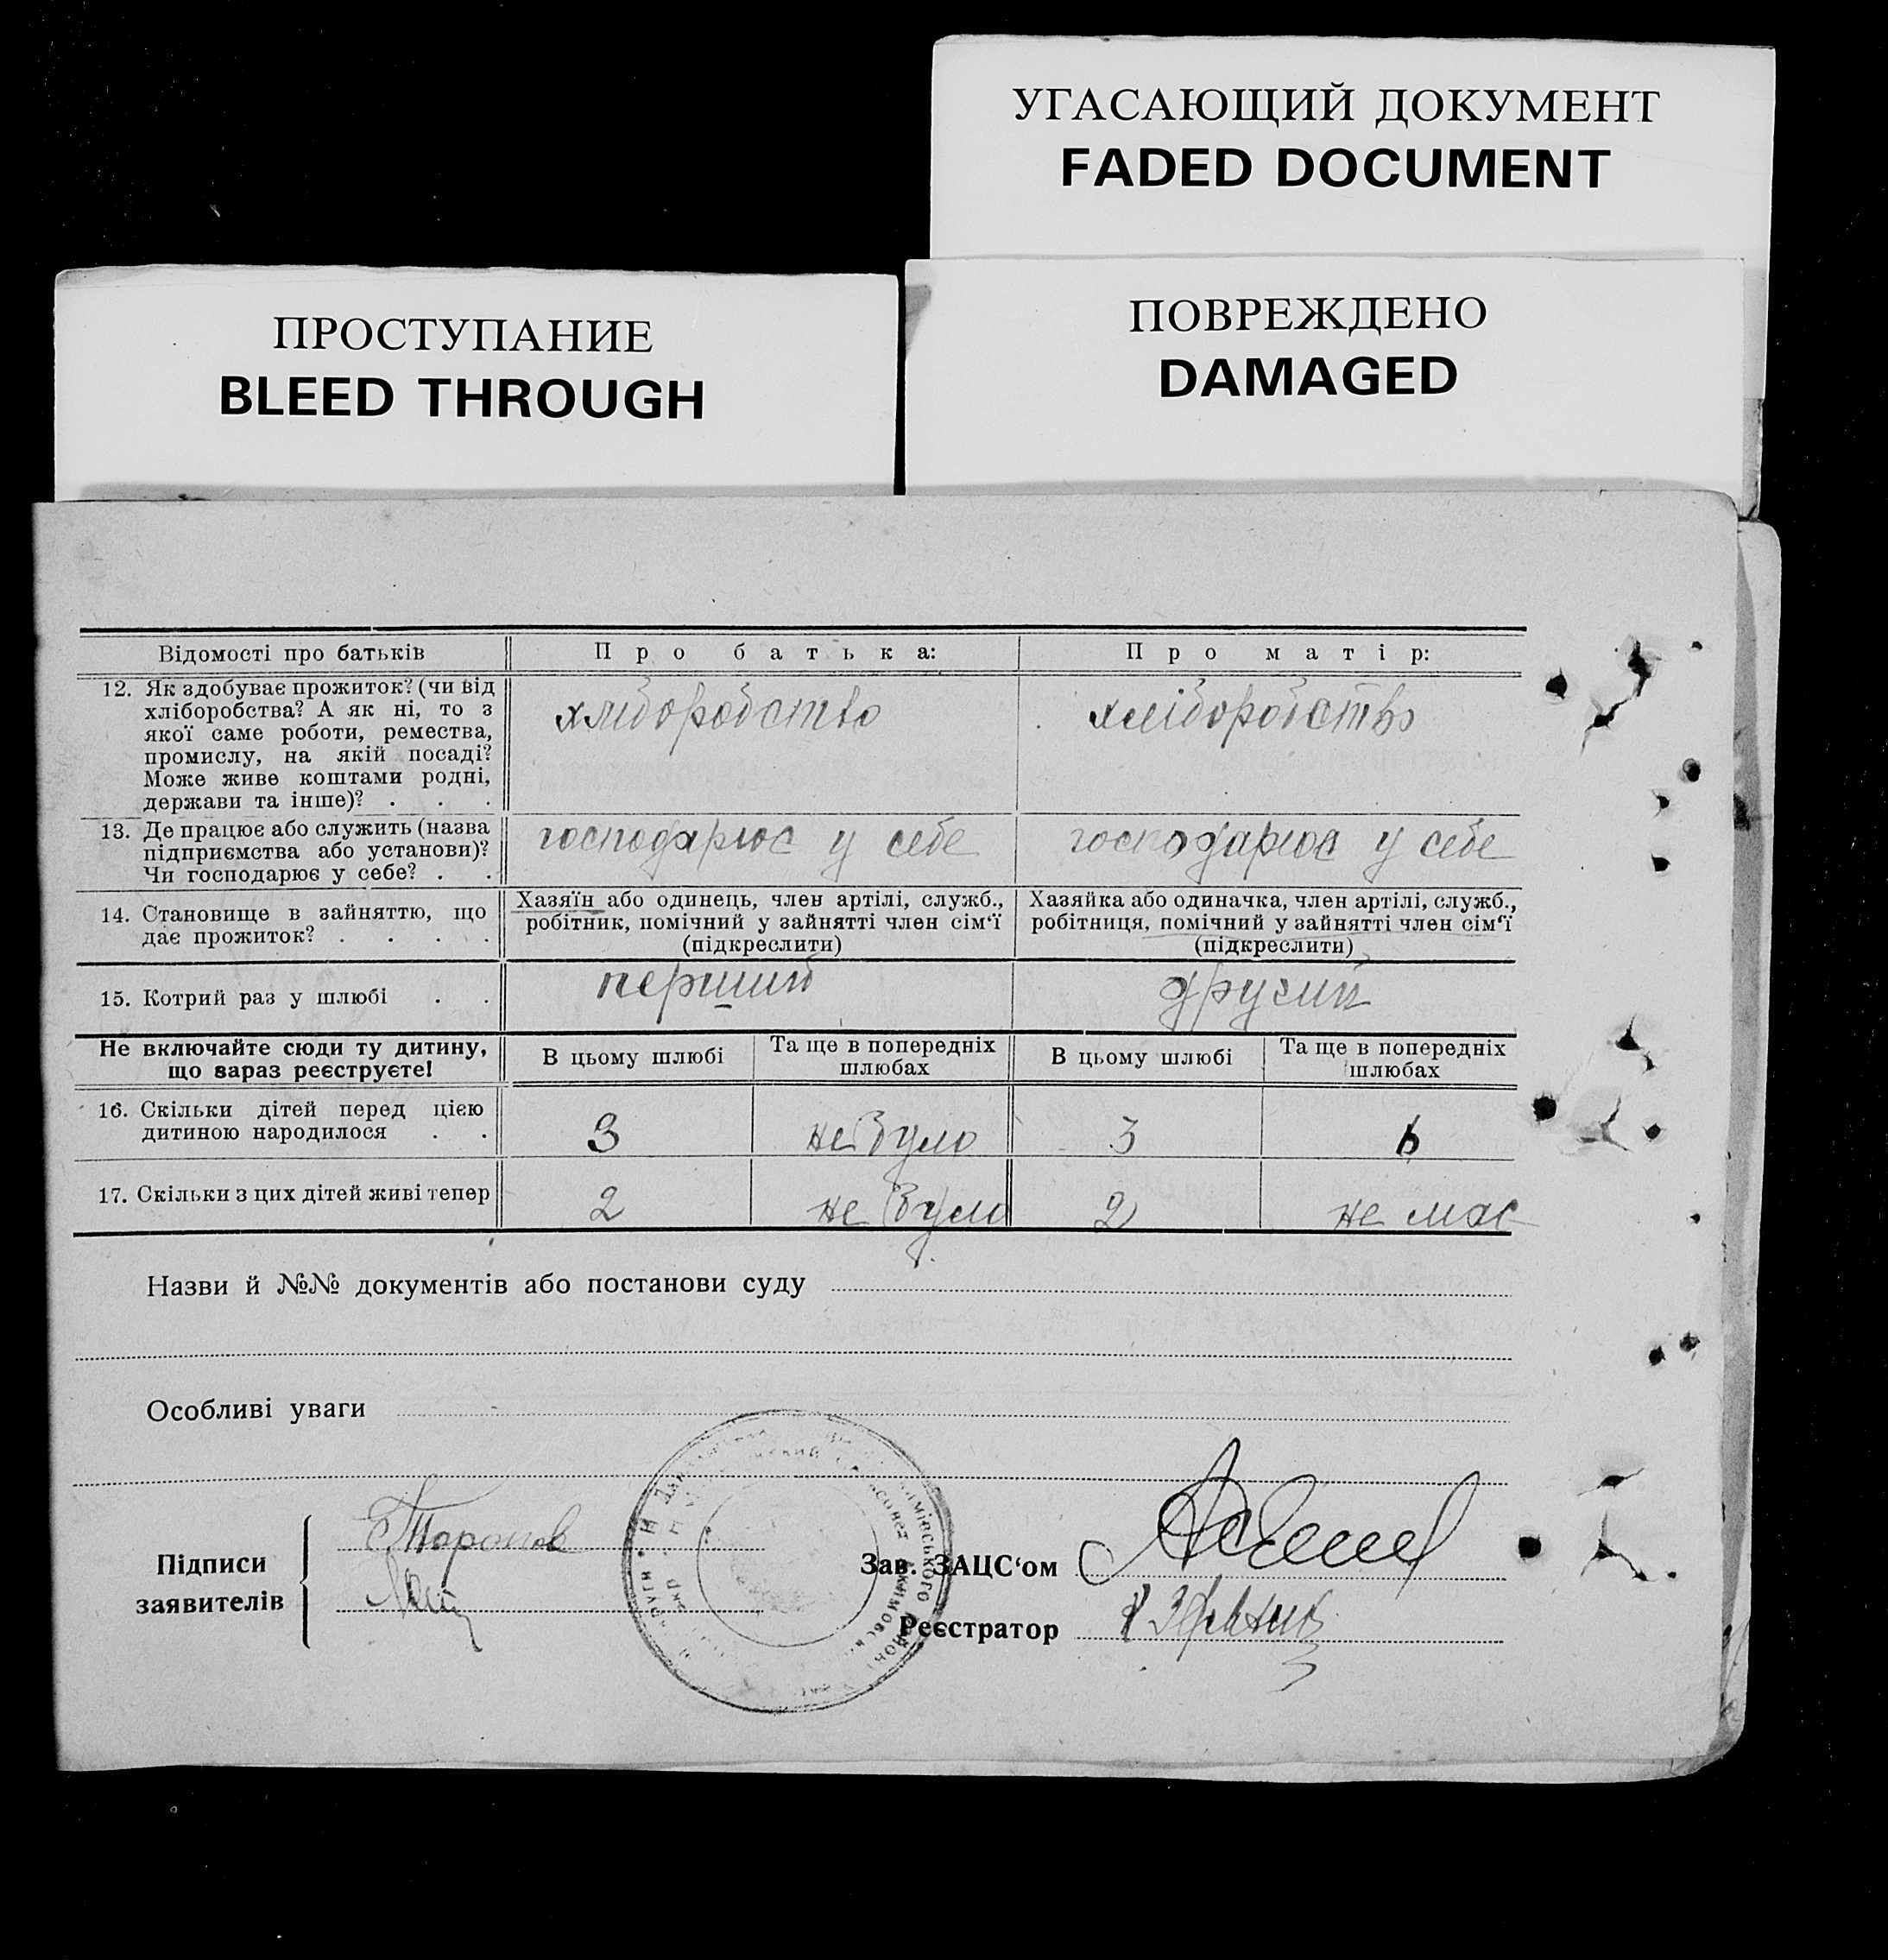 УГАСАЮЩИЙ ДОКУМЕНТ
FADED DOCUMENT
ПРОСТУПАНИЕ
BLEED THROUGH
ПОВРЕЖДЕНО
DAMAGED
Відомості про батьків
Про батька:
Про матір:
12. Як здобуває прожиток? (чи від
хліборобства? А як ні, то з
якої саме роботи, ремества,
промислу, на якій посаді?
Може живе коштами родні,
держави та інше)? . . .
хліборобство
хліборобство
13. Де працює або служить (назва
підприємства або установи)?
Чи господарює у себе? . .
господарює у себе
господарює у себе
14. Становище в зайняттю, що
дає прожиток? . . . .
Хазяїн або одинець, член артілі, служб.,
робітник, помічний у зайнятті член сім‘ї
(підкреслити)
Хазяйка або одиначка, член артілі, служб.,
робітниця, помічний у зайнятті член сім‘ї
(підкреслити)
15. Котрий раз у шлюбі . .
перший
другий
Не включайте сюди ту дитину,
що зараз реєструєте!
В цьому шлюбі
Та ще в попередніх
шлюбах
В цьому шлюбі
Та ще в попередніх
шлюбах
16. Скільки дітей перед цією
дитиною народилося . .
3
не було
3
17. Скільки з цих дітей живі тепер
2
не було
2
не має
Назви й №№ документів або постанови суду
Особливі уваги
Підписи
заявителів
Зав. ЗАЦС‘ом
Реєстратор